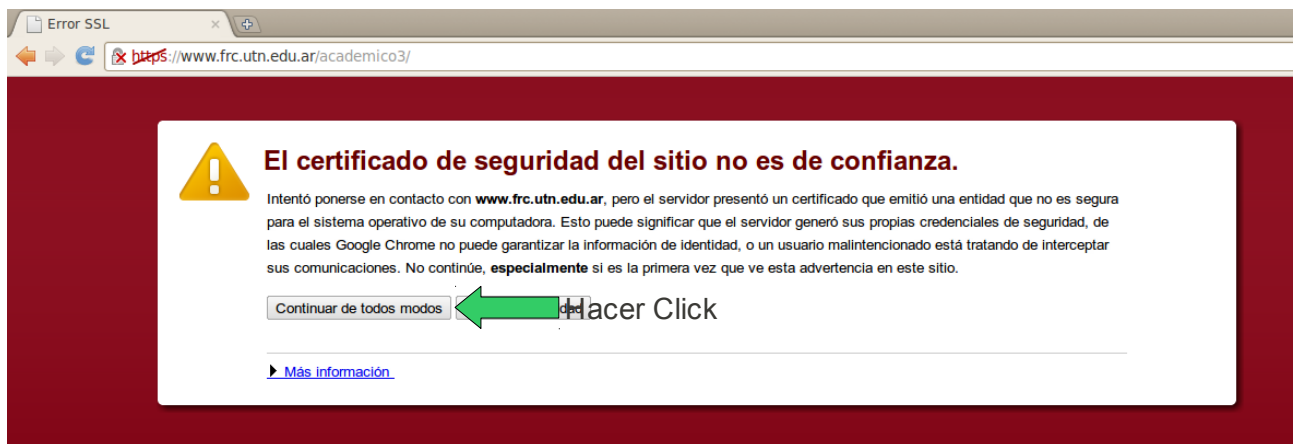 Error SSL
https://www.frc.utn.edu.ar/academico3/
El certificado de seguridad del sitio no es de confianza.
Intentó ponerse en contacto con www.frc.utn.edu.ar, pero el servidor presentó un certificado que emitió una entidad que no es segura
para el sistema operativo de su computadora. Esto puede significar que el servidor generó sus propias credenciales de seguridad, de
las cuales Google Chrome no puede garantizar la información de identidad, o un usuario malintencionado está tratando de interceptar
sus comunicaciones. No continúe, especialmente si es la primera vez que ve esta advertencia en este sitio.
Continuar de todos modos
Hacer Click
Más información